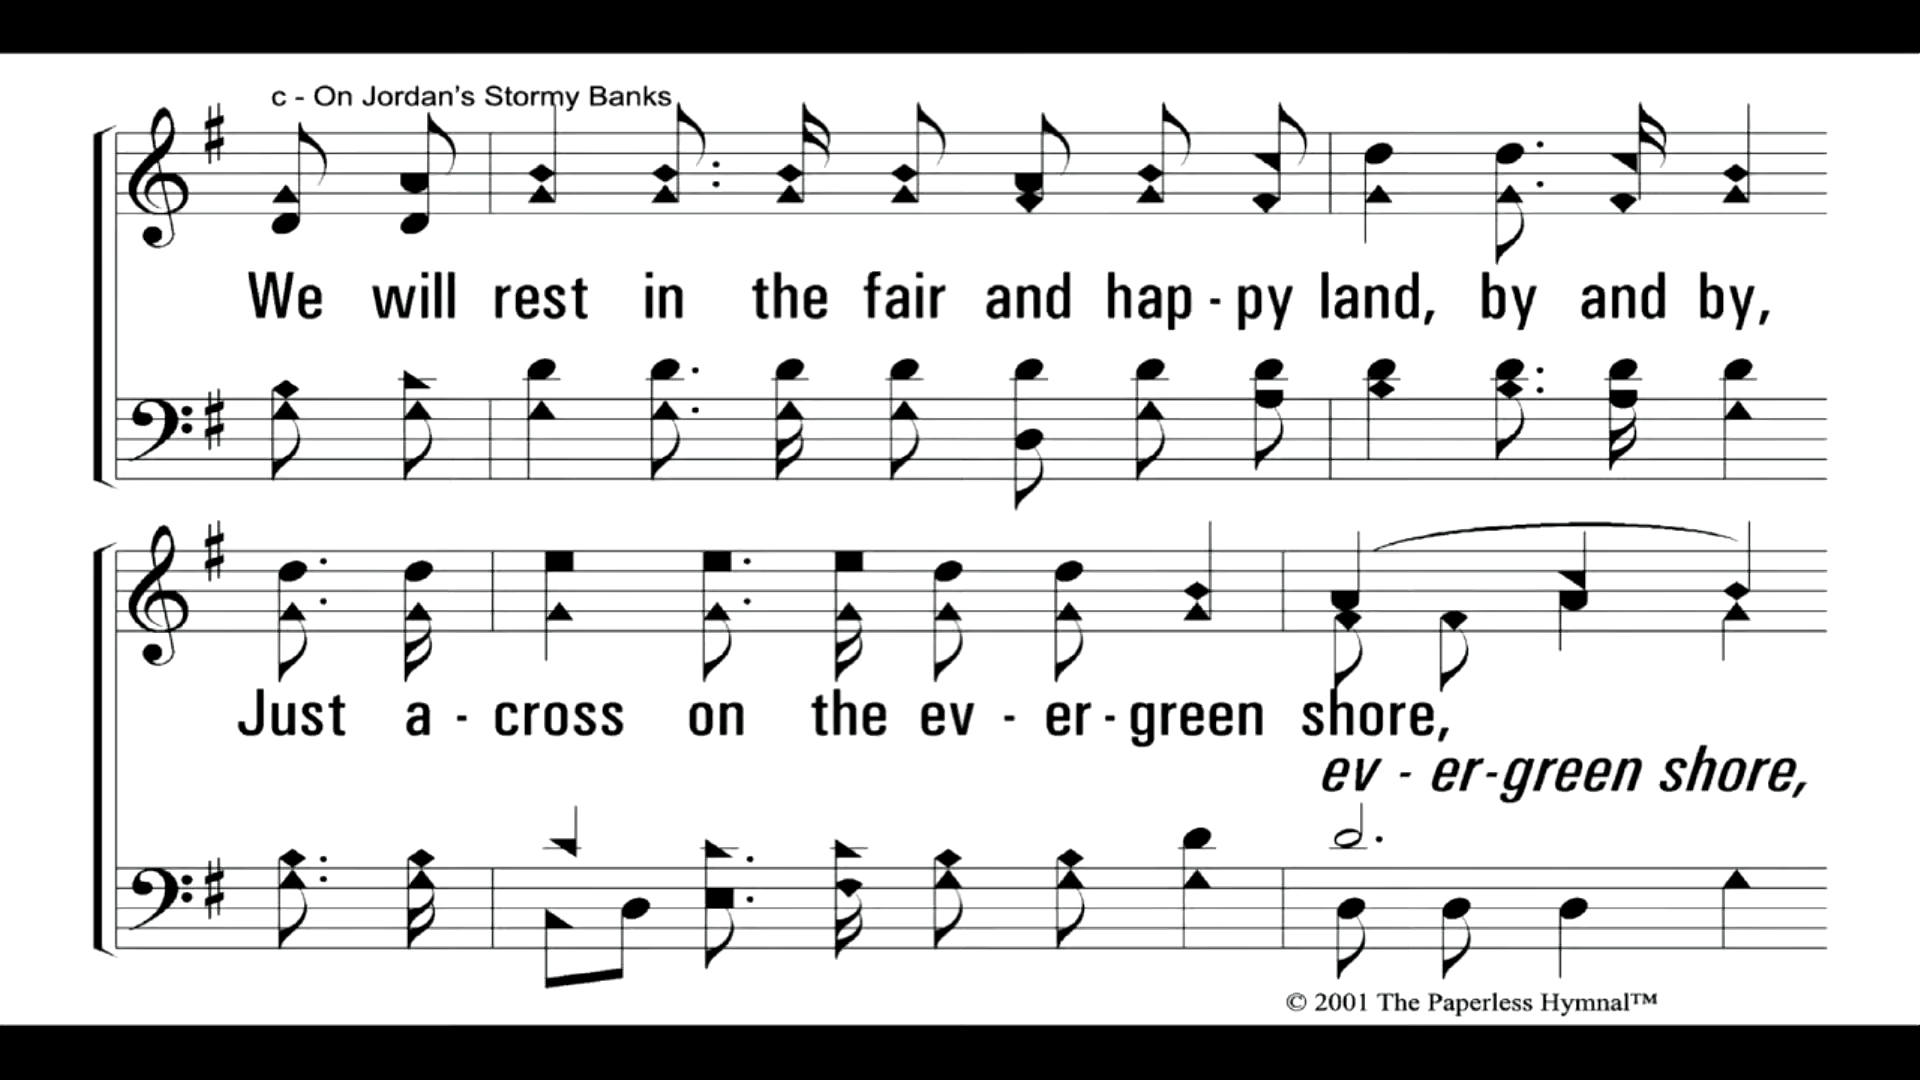 c - On Jordan's Stormy Banks
We will rest in the fair and hap - py land, by and by,
Just a - cross on the ev - er - green shore,
ev - er-green shore,
© 2001 The Paperless Hymnal™